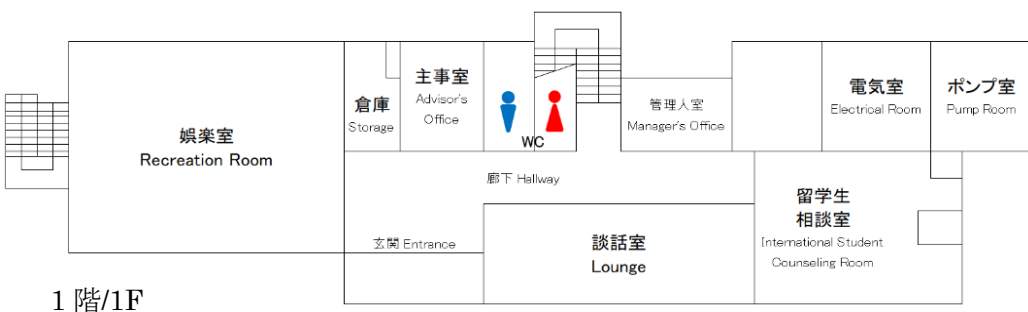 娯楽室
Recreation Room
倉庫
Storage
主事室
Advisor's
Office
WC
管理人室
Manager's Office
電気室
Electrical Room
ポンプ室
Pump Room
廊下 Hallway
玄関 Entrance
談話室
Lounge
留学生
相談室
International Student
Counseling Room
1 階/1F